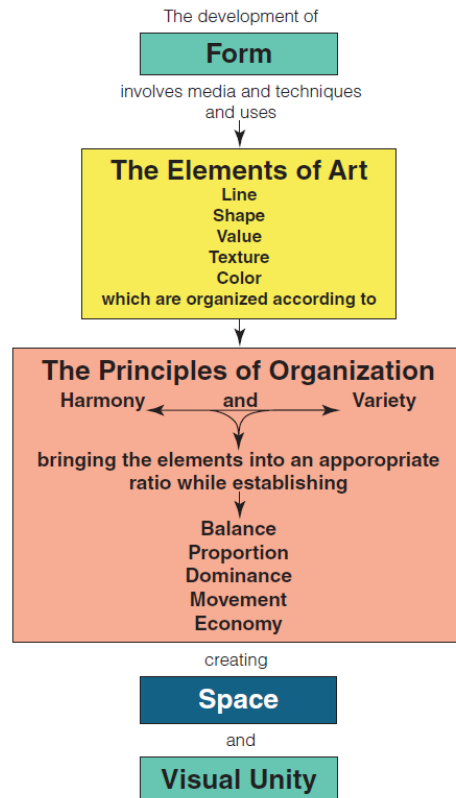 The development of
Form
involves media and techniques
and uses
The Elements of Art
Line
Shape
Value
Texture
Color
which are organized according to
The Principles of Organization
Harmony and Variety
bringing the elements into an apporopriate
ratio while establishing
Balance
Proportion
Dominance
Movement
Economy
creating
Space
and
Visual Unity